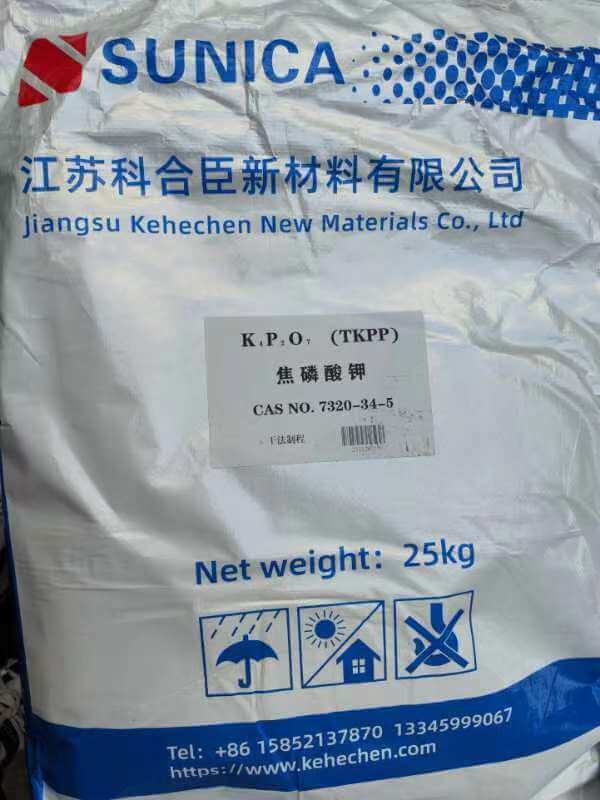 SUNICA
江苏科合臣新材料有限公司
Jiangsu Kehechen New Materials Co., Ltd
K₄P₂O₇ (TKPP)
焦磷酸钾
CAS NO. 7320-34-5
干法制程
Net weight: 25kg
Tel: +86 15852137870 13345999067
https://www.kehechen.com